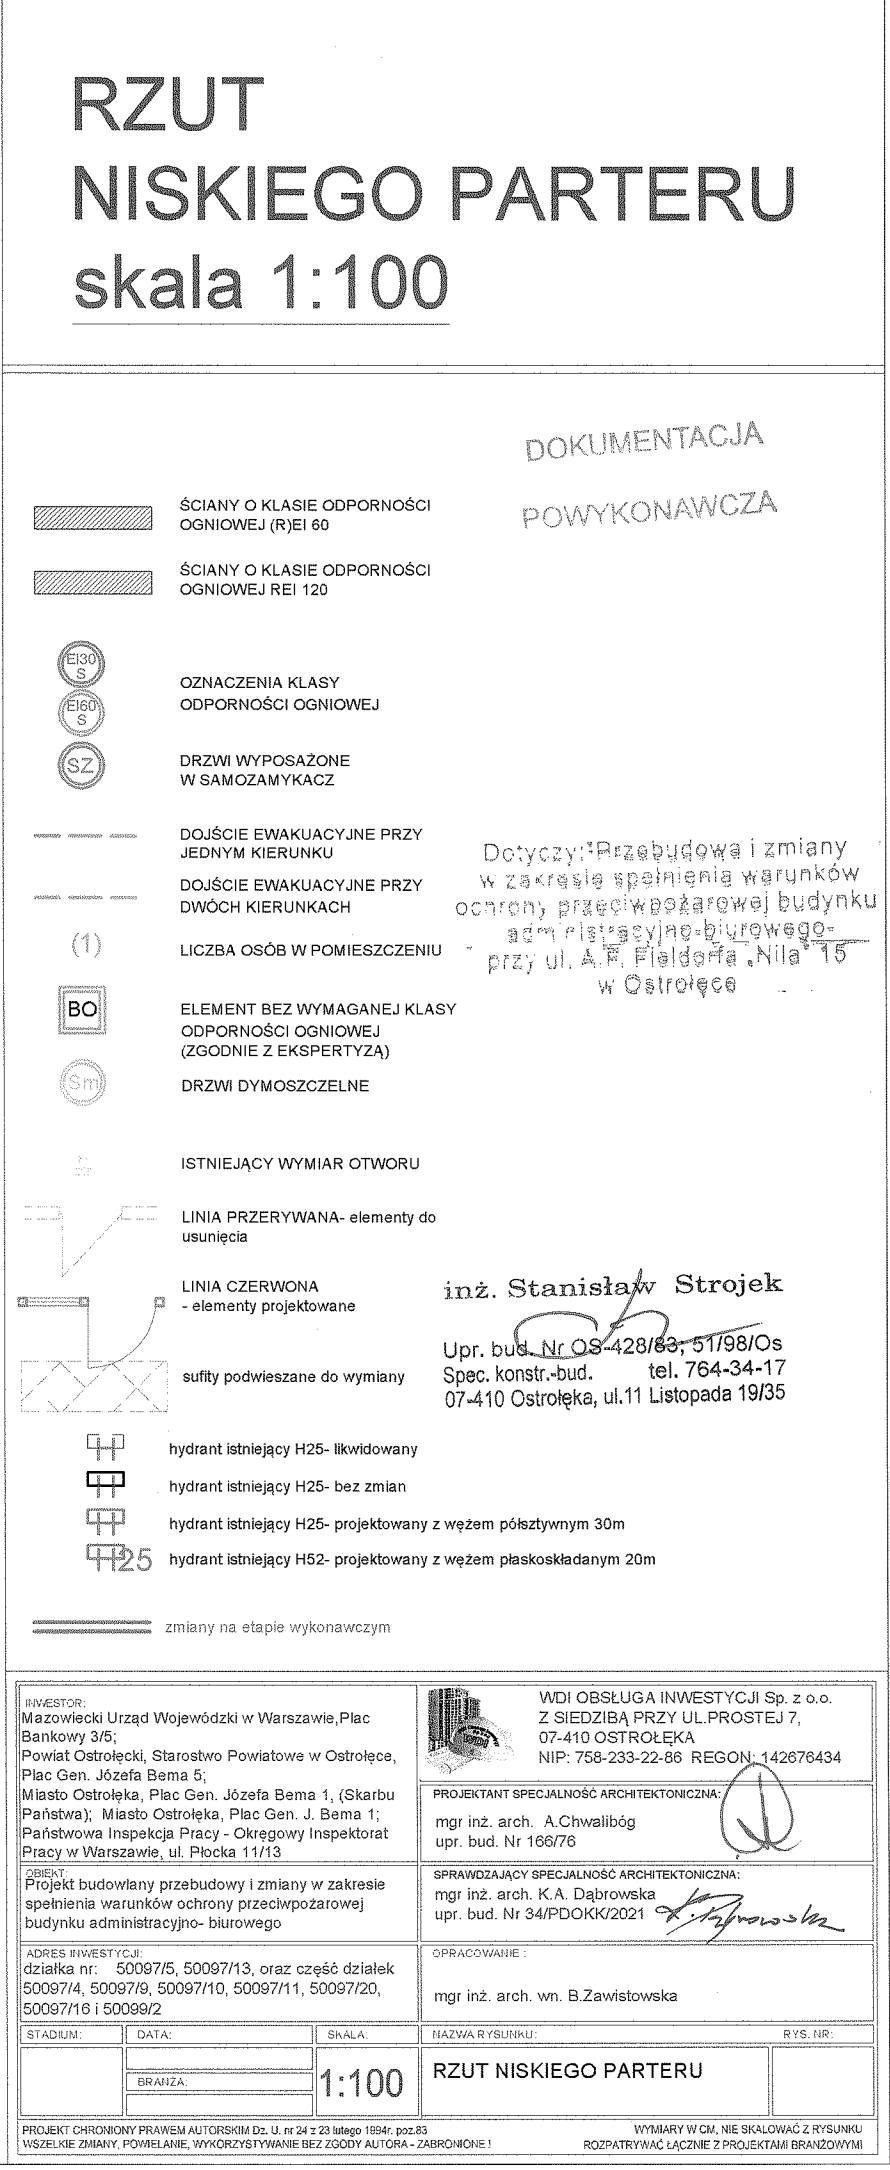 RZUT
NISKIEGO PARTERU
skala 1:100
DOKUMENTACJA
POWYKONAWCZA
ŚCIANY O KLASIE ODPORNOŚCI
OGNIOWEJ (R)EI 60
ŚCIANY O KLASIE ODPORNOŚCI
OGNIOWEJ REI 120
EI30
S
EI60
S
OZNACZENIA KLASY
ODPORNOŚCI OGNIOWEJ
SZ
DRZWI WYPOSAŻONE
W SAMOZAMYKACZ
DOJŚCIE EWAKUACYJNE PRZY
JEDNYM KIERUNKU
DOJŚCIE EWAKUACYJNE PRZY
DWÓCH KIERUNKACH
(1)
LICZBA OSÓB W POMIESZCZENIU
Dotyczy:"Przebudowa i zmiany
w zakresie spełnienia warunków
ochrony przeciwpożarowej budynku
administracyjno-biurowego-
przy ul. A.F. Fieldorfa „Nila" 15
w Ostrołęce
BO
ELEMENT BEZ WYMAGANEJ KLASY
ODPORNOŚCI OGNIOWEJ
(ZGODNIE Z EKSPERTYZĄ)
Sm
DRZWI DYMOSZCZELNE
ISTNIEJĄCY WYMIAR OTWORU
LINIA PRZERYWANA- elementy do
usunięcia
LINIA CZERWONA
- elementy projektowane
sufity podwieszane do wymiany
inż. Stanisław Strojek
Upr. bud. Nr OS-428/83; 51/98/Os
Spec. konstr.-bud. tel. 764-34-17
07-410 Ostrołęka, ul.11 Listopada 19/35
hydrant istniejący H25- likwidowany
hydrant istniejący H25- bez zmian
hydrant istniejący H25- projektowany z wężem półsztywnym 30m
H25
hydrant istniejący H52- projektowany z wężem płaskoskładanym 20m
zmiany na etapie wykonawczym
INWESTOR:
Mazowiecki Urząd Wojewódzki w Warszawie,Plac
Bankowy 3/5;
Powiat Ostrołęcki, Starostwo Powiatowe w Ostrołęce,
Plac Gen. Józefa Bema 5;
Miasto Ostrołęka, Plac Gen. Józefa Bema 1, (Skarbu
Państwa); Miasto Ostrołęka, Plac Gen. J. Bema 1;
Państwowa Inspekcja Pracy - Okręgowy Inspektorat
Pracy w Warszawie, ul. Płocka 11/13
WDI
WDI OBSŁUGA INWESTYCJI Sp. z o.o.
Z SIEDZIBĄ PRZY UL.PROSTEJ 7,
07-410 OSTROŁĘKA
NIP: 758-233-22-86 REGON: 142676434
PROJEKTANT SPECJALNOŚĆ ARCHITEKTONICZNA:
mgr inż. arch. A.Chwalibóg
upr. bud. Nr 166/76
OBIEKT:
Projekt budowlany przebudowy i zmiany w zakresie
spełnienia warunków ochrony przeciwpożarowej
budynku administracyjno- biurowego
SPRAWDZAJĄCY SPECJALNOŚĆ ARCHITEKTONICZNA:
mgr inż. arch. K.A. Dąbrowska
upr. bud. Nr 34/PDOKK/2021
ADRES INWESTYCJI:
działka nr: 50097/5, 50097/13, oraz część działek
50097/4, 50097/9, 50097/10, 50097/11, 50097/20,
50097/16 i 50099/2
OPRACOWANIE :
mgr inż. arch. wn. B.Zawistowska
STADIUM:
DATA:
SKALA:
NAZWA RYSUNKU:
RYS. NR:
BRANŻA:
1:100
RZUT NISKIEGO PARTERU
PROJEKT CHRONIONY PRAWEM AUTORSKIM Dz. U. nr 24 z 23 lutego 1994r. poz.83
WSZELKIE ZMIANY, POWIELANIE, WYKORZYSTYWANIE BEZ ZGODY AUTORA - ZABRONIONE !
WYMIARY W CM, NIE SKALOWAĆ Z RYSUNKU
ROZPATRYWAĆ ŁĄCZNIE Z PROJEKTAMI BRANŻOWYMI